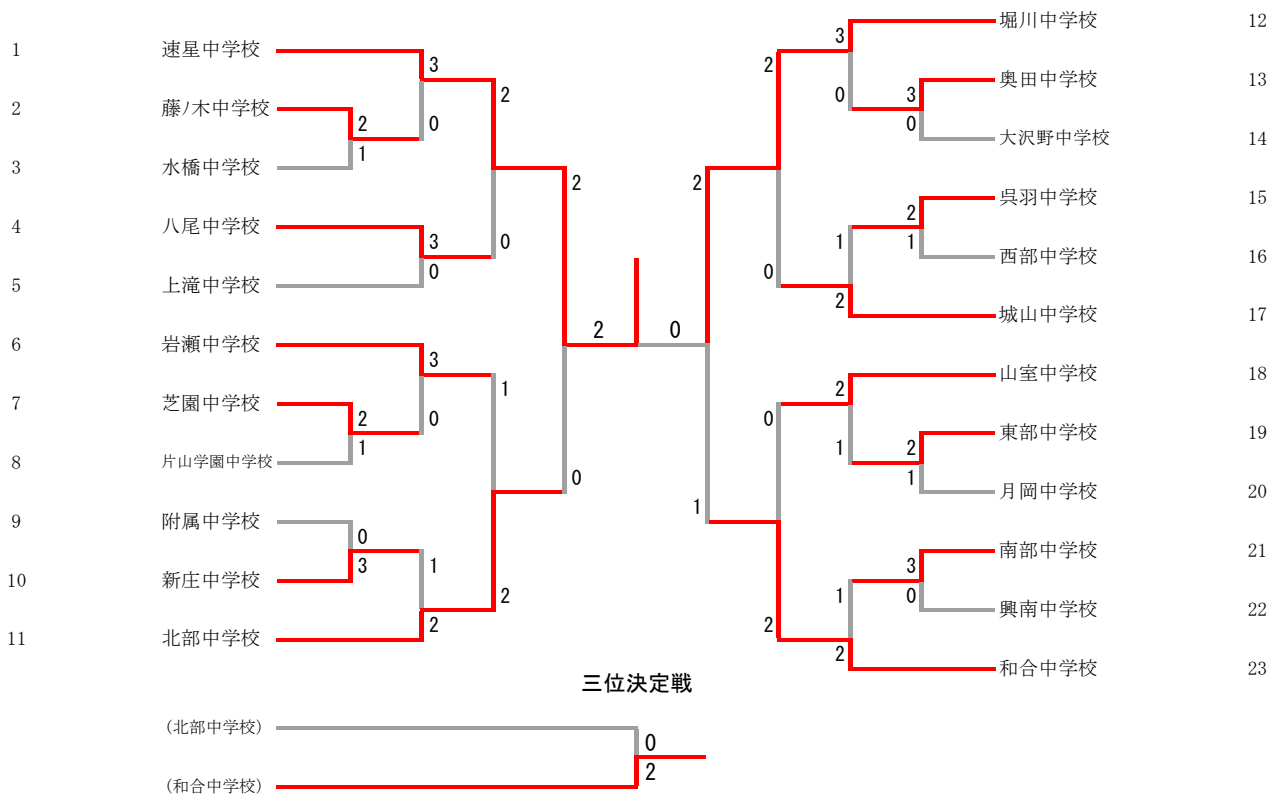 1 速星中学校
2 藤ノ木中学校
3 水橋中学校
4 八尾中学校
5 上滝中学校
6 岩瀬中学校
7 芝園中学校
8 片山学園中学校
9 附属中学校
10 新庄中学校
11 北部中学校
3
0
2
1
3
0
3
0
2
1
0
3
1
2
2
0
1
2
2
0
2
0
2
1
2
0
0
2
3
0
3
0
2
1
1
2
2
1
2
1
3
0
1
2
堀川中学校 12
奥田中学校 13
大沢野中学校 14
呉羽中学校 15
西部中学校 16
城山中学校 17
山室中学校 18
東部中学校 19
月岡中学校 20
南部中学校 21
興南中学校 22
和合中学校 23
三位決定戦
(北部中学校)
0
2
(和合中学校)